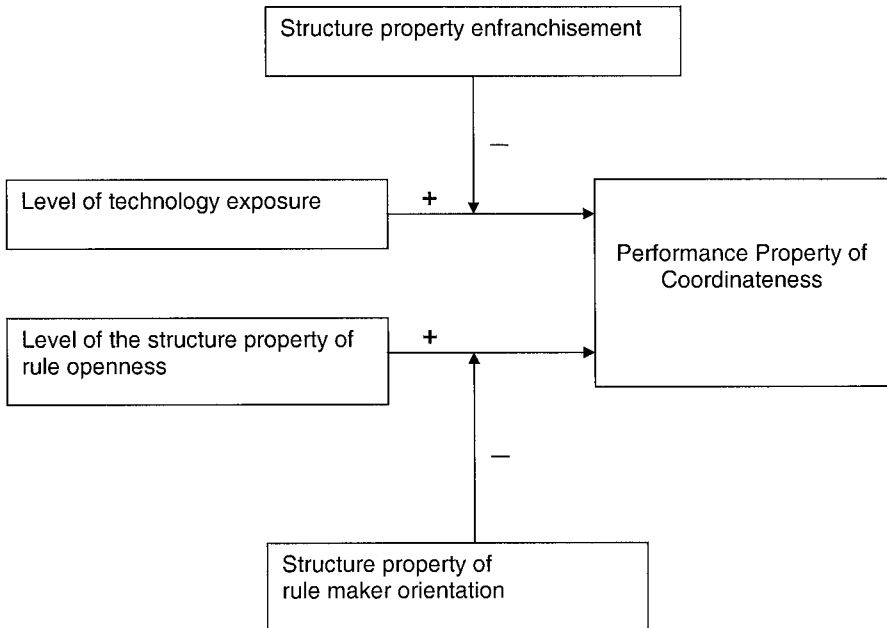 Structure property enfranchisement
—
Level of technology exposure
+
Performance Property of
Coordinateness
Level of the structure property of
rule openness
+
—
Structure property of
rule maker orientation